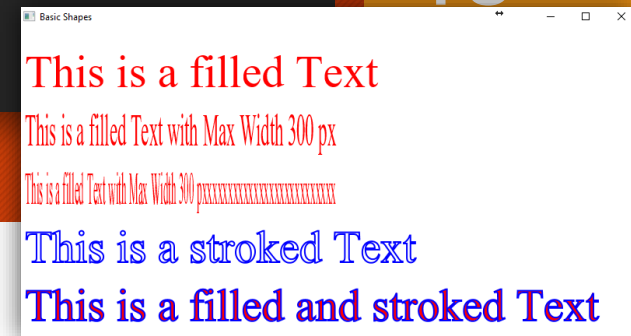 Basic Shapes
This is a filled Text
This is a filled Text with Max Width 300 px
This is a filled Text with Max Width 300 pxxxxxxxxxxxxxxxxxxxxxxxxx
This is a stroked Text
This is a filled and stroked Text